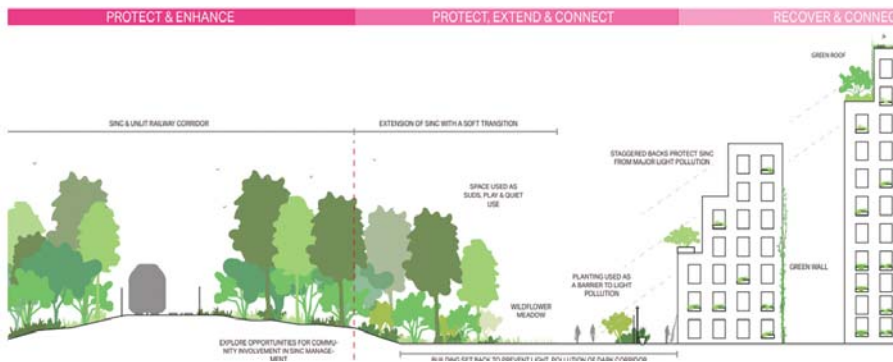 PROTECT & ENHANCE
PROTECT, EXTEND & CONNECT
RECOVER & CONNEC
GREEN ROOF
SINC & UNLIT RAILWAY CORRIDOR
EXTENSION OF SINC WITH A SOFT TRANSITION
STAGGERED BACKS PROTECT SINC
FROM MAJOR LIGHT POLLUTION
SPACE USED AS
SUDS, PLAY & QUIET
USE
PLANTING USED AS
A BARRIER TO LIGHT
POLLUTION
GREEN WALL
WILDFLOWER
MEADOW
EXPLORE OPPORTUNITIES FOR COMMU-
NITY INVOLVEMENT IN SINC MANAGE-
MENT
BUILDING SET BACK TO PREVENT LIGHT POLLUTION OF DARK CORRIDOR